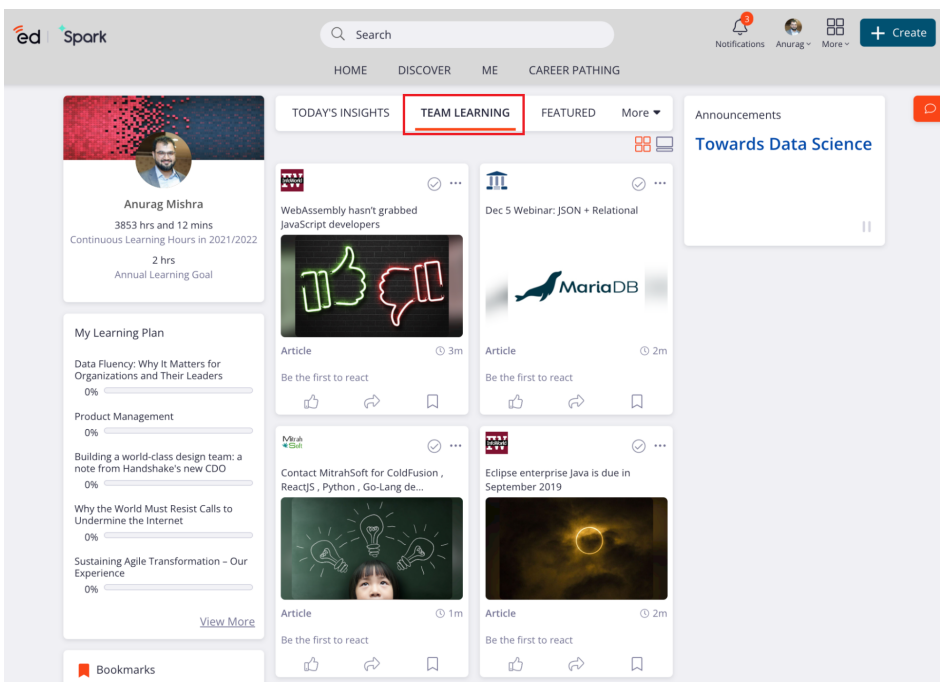 ed Spark
Search
3
Notifications
Anurag
More
+ Create
HOME DISCOVER ME CAREER PATHING
Anurag Mishra
3853 hrs and 12 mins
Continuous Learning Hours in 2021/2022
2 hrs
Annual Learning Goal
My Learning Plan
Data Fluency: Why It Matters for
Organizations and Their Leaders
0%
Product Management
0%
Building a world-class design team: a
note from Handshake's new CDO
0%
Why the World Must Resist Calls to
Undermine the Internet
0%
Sustaining Agile Transformation – Our
Experience
0%
View More
Bookmarks
TODAY'S INSIGHTS TEAM LEARNING FEATURED More
InfoWorld
WebAssembly hasn't grabbed
JavaScript developers
Article 3m
Be the first to react
Dec 5 Webinar: JSON + Relational
MariaDB
Article 2m
Be the first to react
Mitrah
Soft
Contact MitrahSoft for ColdFusion ,
ReactJS , Python , Go-Lang de...
Article 1m
Be the first to react
InfoWorld
Eclipse enterprise Java is due in
September 2019
Article 2m
Be the first to react
Announcements
Towards Data Science